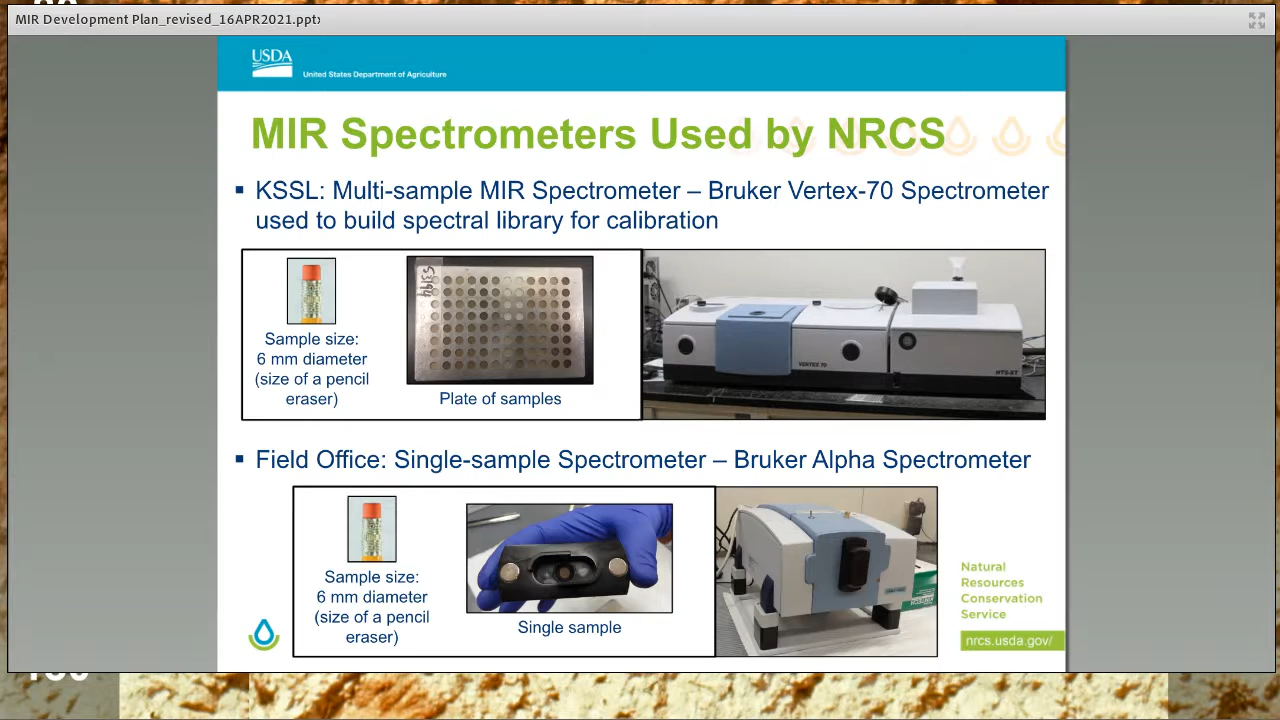 MIR Development Plan_revised_16APR2021.pptx
USDA
United States Department of Agriculture
MIR Spectrometers Used by NRCS
KSSL: Multi-sample MIR Spectrometer – Bruker Vertex-70 Spectrometer
used to build spectral library for calibration
Sample size:
6 mm diameter
(size of a pencil
eraser)
Plate of samples
VERTEX 70
HTS-XT
Field Office: Single-sample Spectrometer – Bruker Alpha Spectrometer
Sample size:
6 mm diameter
(size of a pencil
eraser)
Single sample
Natural
Resources
Conservation
Service
nrcs.usda.gov/